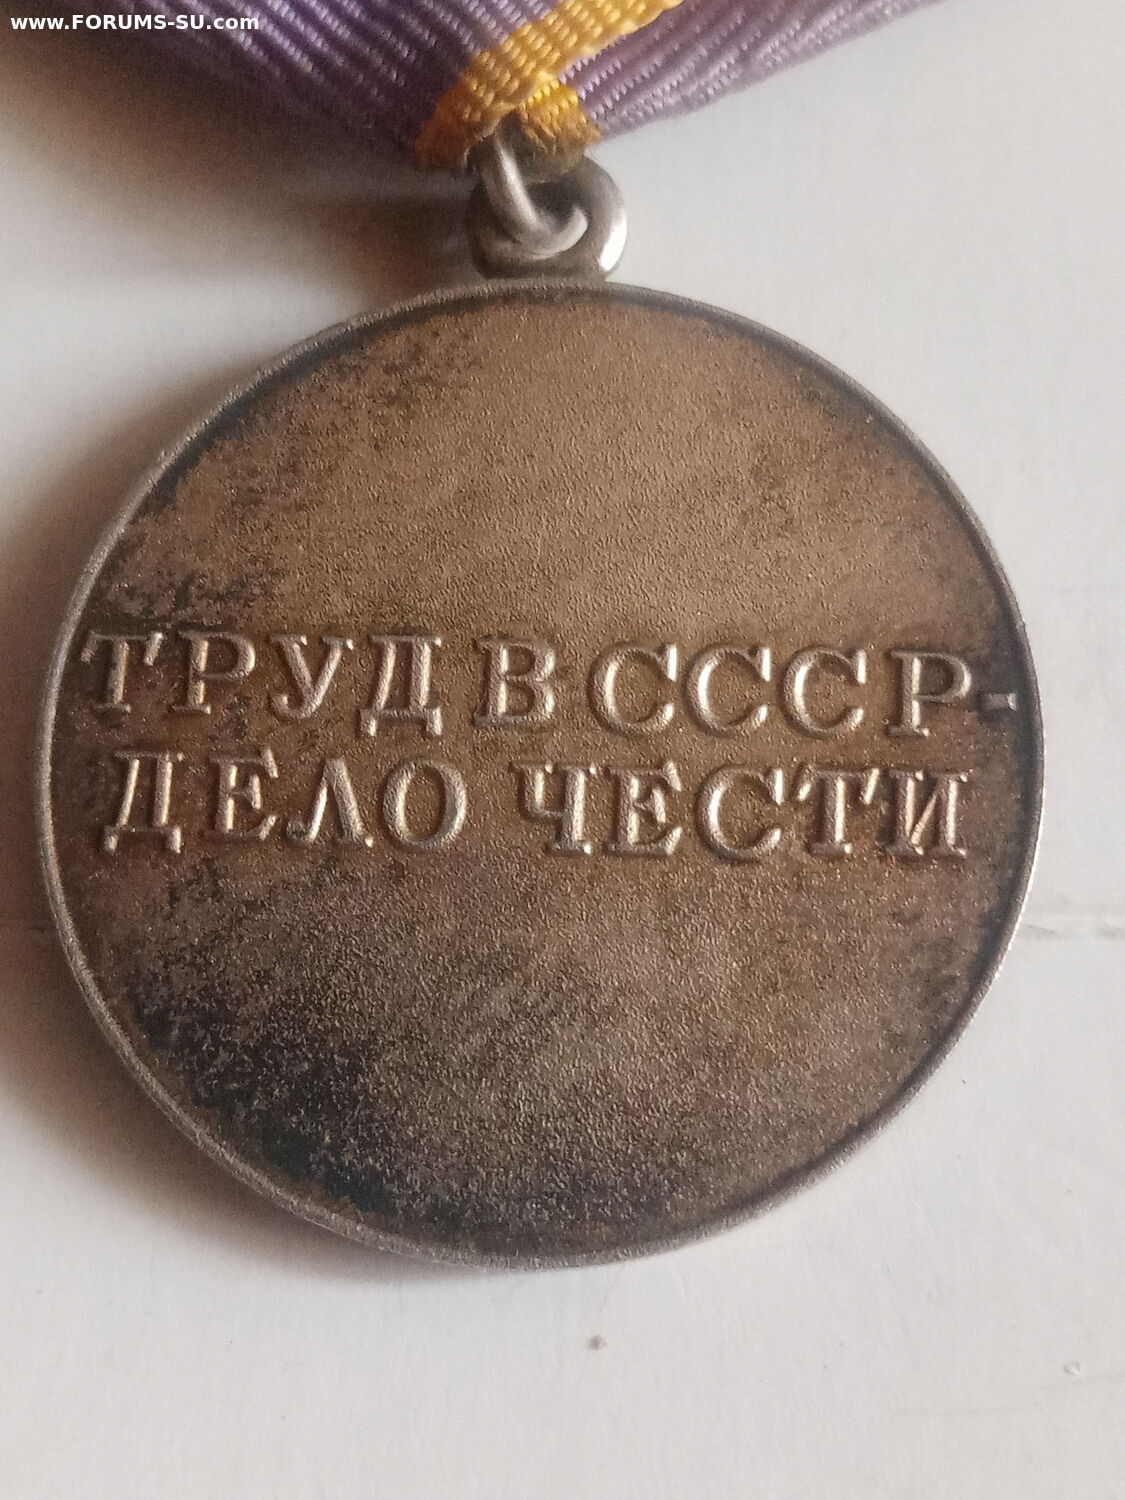 www.FORUMS-SU.com
ТРУД В СССР-
ДЕЛО ЧЕСТИ